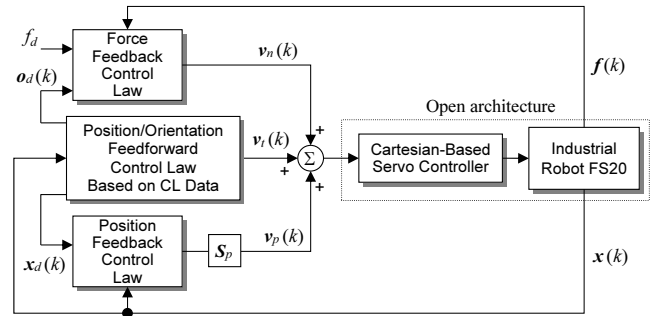 f_d
o_d(k)
Force
Feedback
Control
Law
v_n(k)
f(k)
Open architecture
Position/Orientation
Feedforward
Control Law
Based on CL Data
v_t(k)
+
+
+
Σ
Cartesian-Based
Servo Controller
Industrial
Robot FS20
x_d(k)
Position
Feedback
Control
Law
S_p
v_p(k)
x(k)